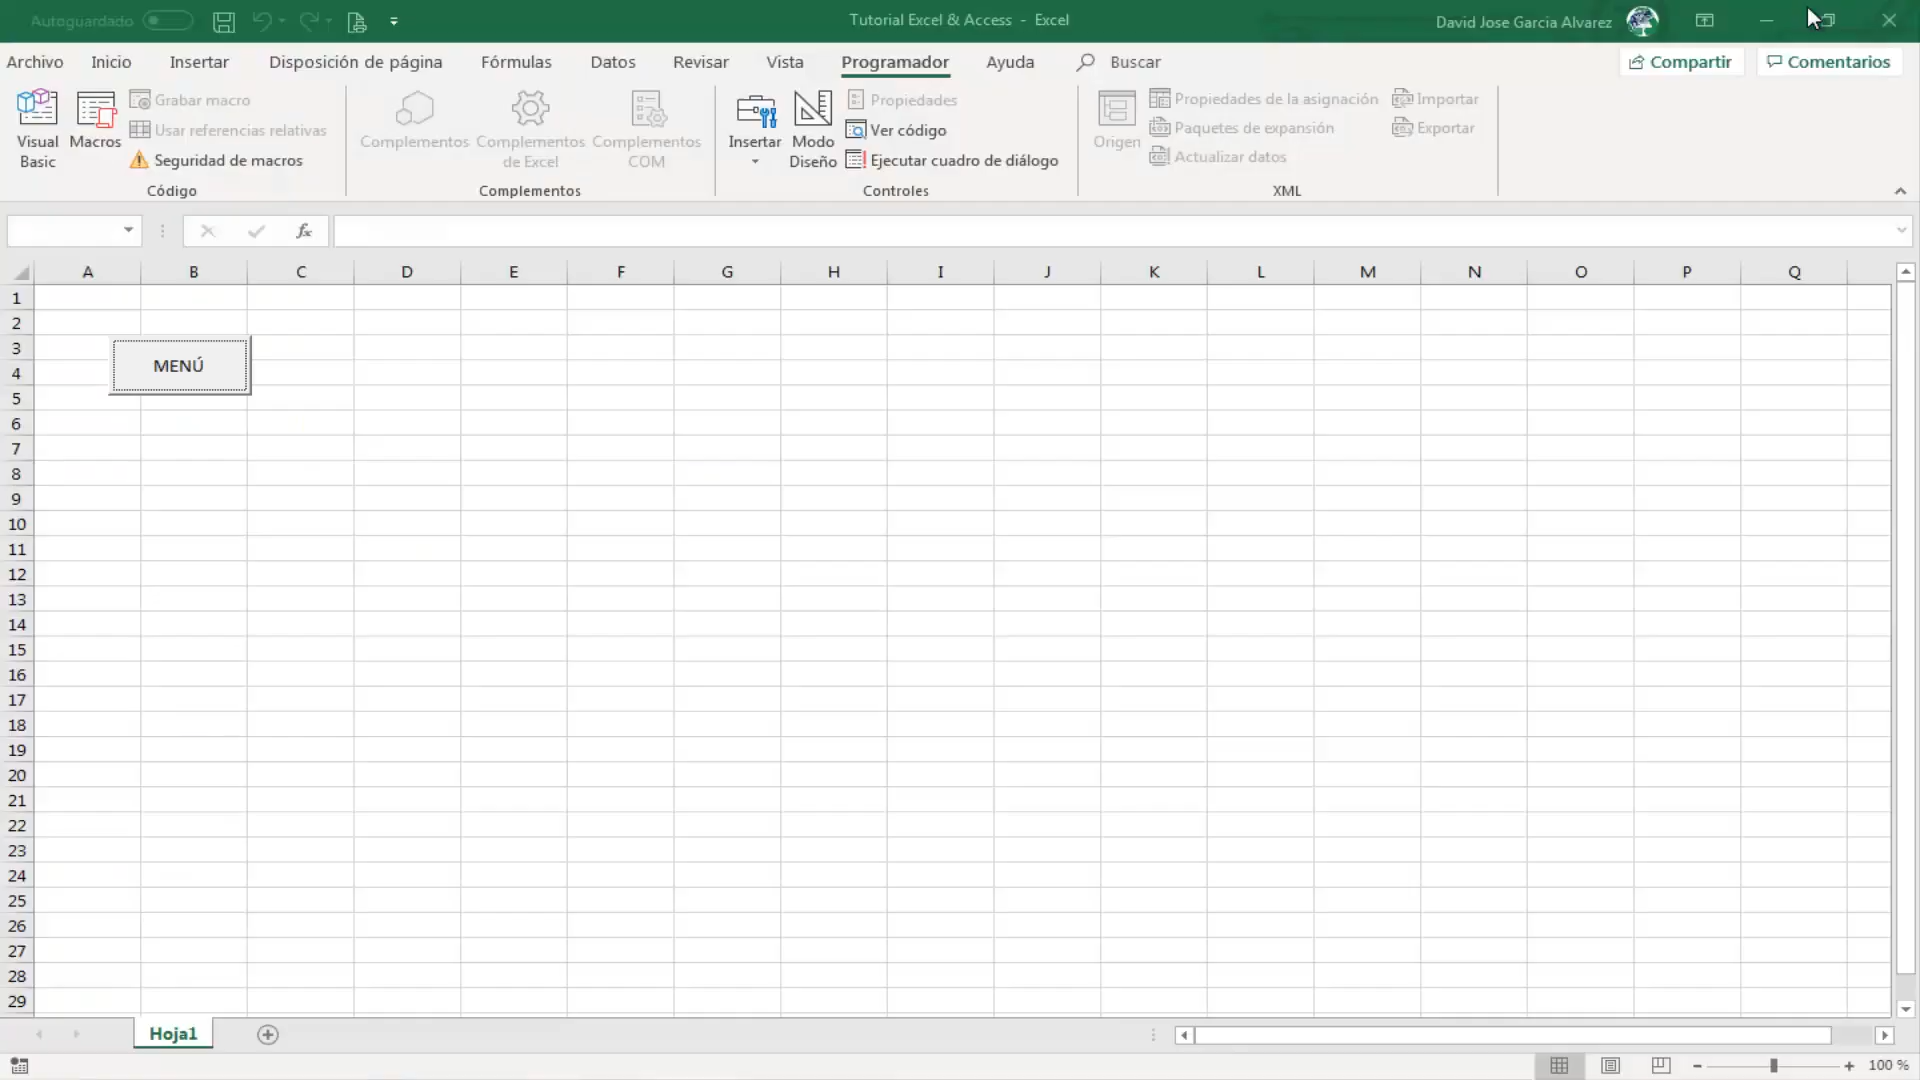 Autoguardado
Tutorial Excel & Access - Excel
David Jose Garcia Alvarez
Archivo Inicio Insertar Disposición de página Fórmulas Datos Revisar Vista Programador Ayuda Buscar Compartir Comentarios
Visual Basic
Macros
Grabar macro
Usar referencias relativas
Seguridad de macros
Código
Complementos
Complementos de Excel
Complementos COM
Complementos
Insertar
Modo Diseño
Propiedades
Ver código
Ejecutar cuadro de diálogo
Controles
Origen
Propiedades de la asignación
Paquetes de expansión
Actualizar datos
Importar
Exportar
XML
fx
A B C D E F G H I J K L M N O P Q
1
2
3
MENÚ
4
5
6
7
8
9
10
11
12
13
14
15
16
17
18
19
20
21
22
23
24
25
26
27
28
29
Hoja1
100 %